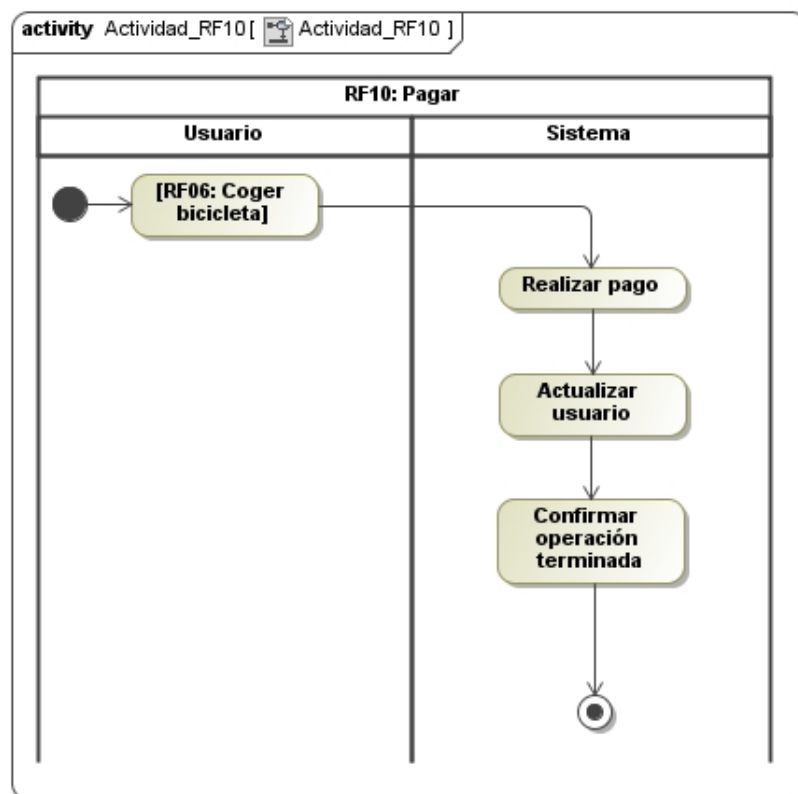 activity Actividad_RF10[ Actividad_RF10 ]
RF10: Pagar
Usuario
Sistema
[RF06: Coger
bicicleta]
Realizar pago
Actualizar
usuario
Confirmar
operación
terminada